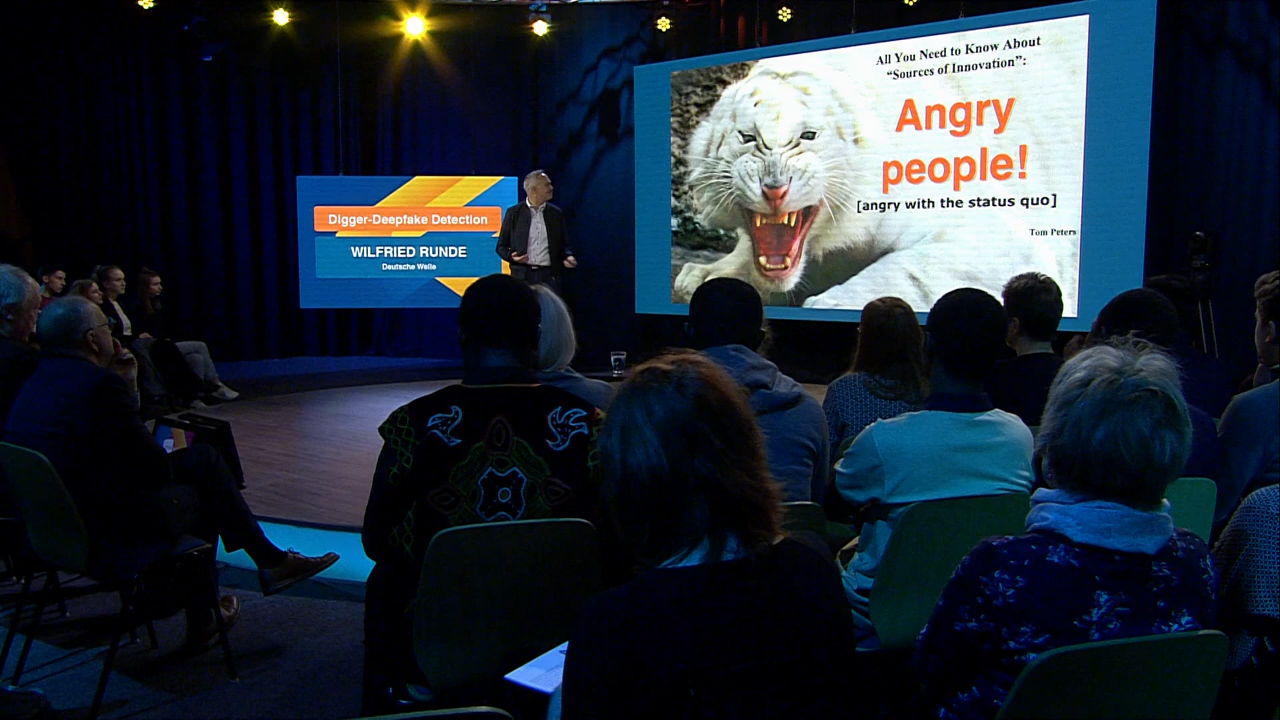 Digger-Deepfake Detection
WILFRIED RUNDE
Deutsche Welle
All You Need to Know About
“Sources of Innovation”:
Angry
people!
[angry with the status quo]
Tom Peters